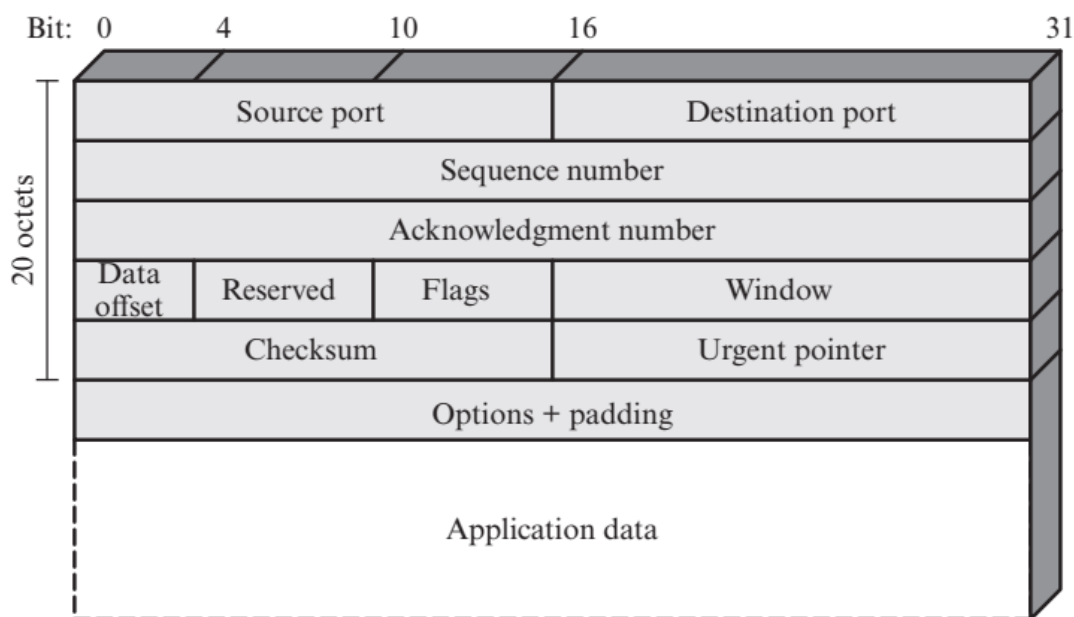 Bit: 0 4 10 16 31
Source port Destination port
Sequence number
Acknowledgment number
Data
offset Reserved Flags Window
Checksum Urgent pointer
20 octets
Options + padding
Application data